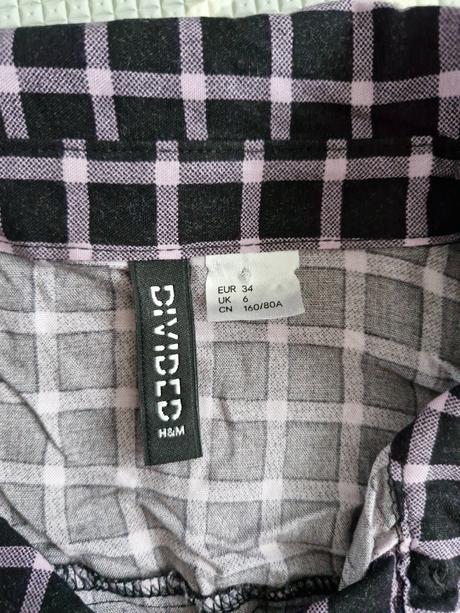 DIVIDED
H&M
EUR 34
UK 6
CN 160/80A